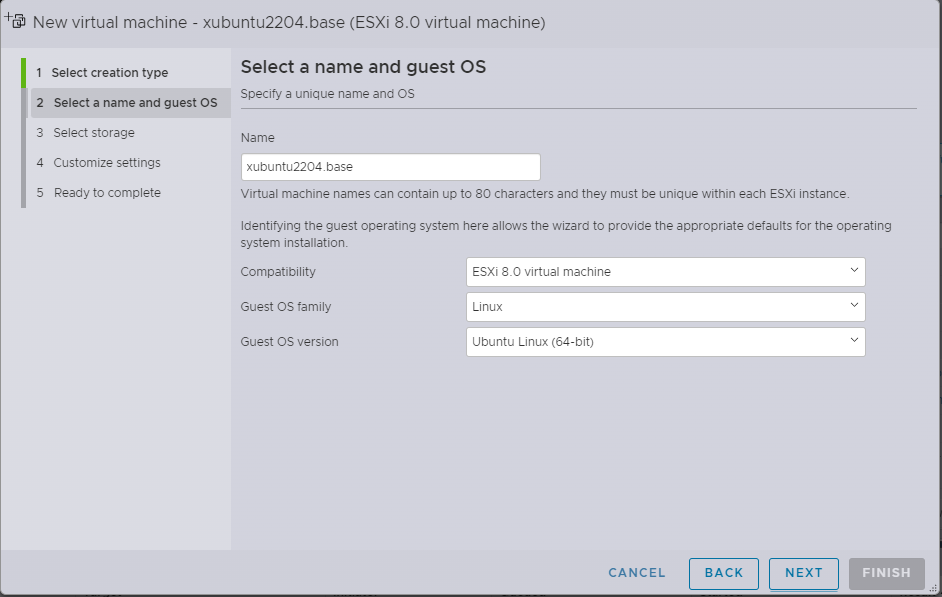 New virtual machine - xubuntu2204.base (ESXi 8.0 virtual machine)
1 Select creation type
2 Select a name and guest OS
3 Select storage
4 Customize settings
5 Ready to complete
Select a name and guest OS
Specify a unique name and OS
Name
xubuntu2204.base
Virtual machine names can contain up to 80 characters and they must be unique within each ESXi instance.
Identifying the guest operating system here allows the wizard to provide the appropriate defaults for the operating
system installation.
Compatibility
ESXi 8.0 virtual machine
Guest OS family
Linux
Guest OS version
Ubuntu Linux (64-bit)
CANCEL
BACK
NEXT
FINISH